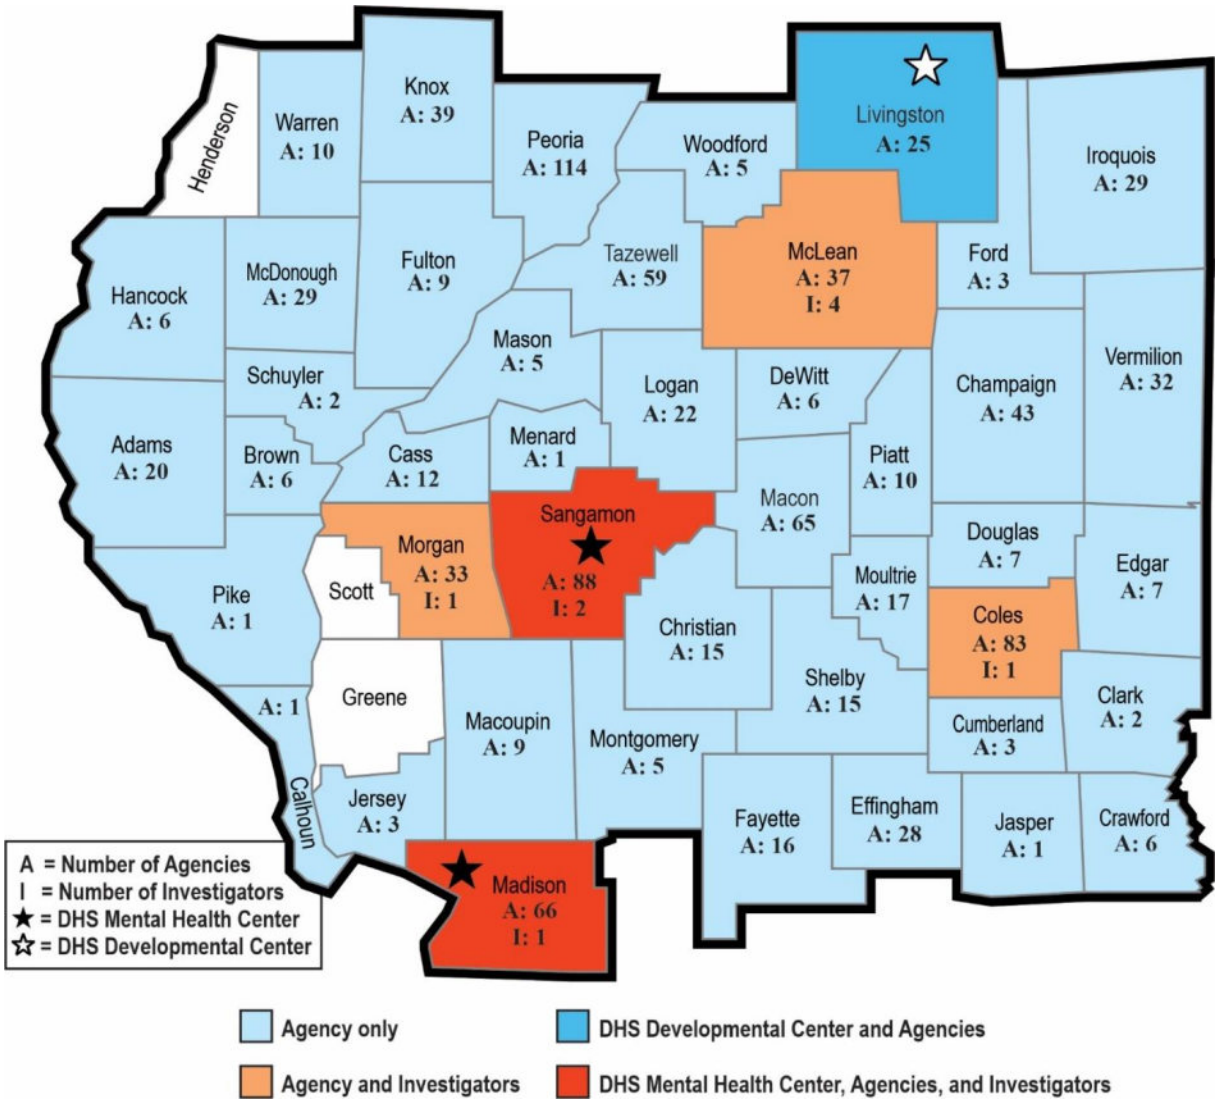 Henderson
Warren
A: 10
Knox
A: 39
Peoria
A: 114
Woodford
A: 5
Livingston
A: 25
Iroquois
A: 29
Hancock
A: 6
McDonough
A: 29
Fulton
A: 9
Tazewell
A: 59
McLean
A: 37
I: 4
Ford
A: 3
Mason
A: 5
Schuyler
A: 2
Logan
A: 22
DeWitt
A: 6
Champaign
A: 43
Vermilion
A: 32
Adams
A: 20
Brown
A: 6
Cass
A: 12
Menard
A: 1
Piatt
A: 10
Macon
A: 65
Sangamon
A: 88
I: 2
Morgan
A: 33
I: 1
Scott
Pike
A: 1
Douglas
A: 7
Edgar
A: 7
Moultrie
A: 17
Coles
A: 83
I: 1
Christian
A: 15
Shelby
A: 15
Greene
Macoupin
A: 9
Montgomery
A: 5
Cumberland
A: 3
Clark
A: 2
A: 1
Calhoun
Jersey
A: 3
Fayette
A: 16
Effingham
A: 28
Jasper
A: 1
Crawford
A: 6
Madison
A: 66
I: 1
A = Number of Agencies
I = Number of Investigators
= DHS Mental Health Center
= DHS Developmental Center
Agency only
DHS Developmental Center and Agencies
Agency and Investigators
DHS Mental Health Center, Agencies, and Investigators